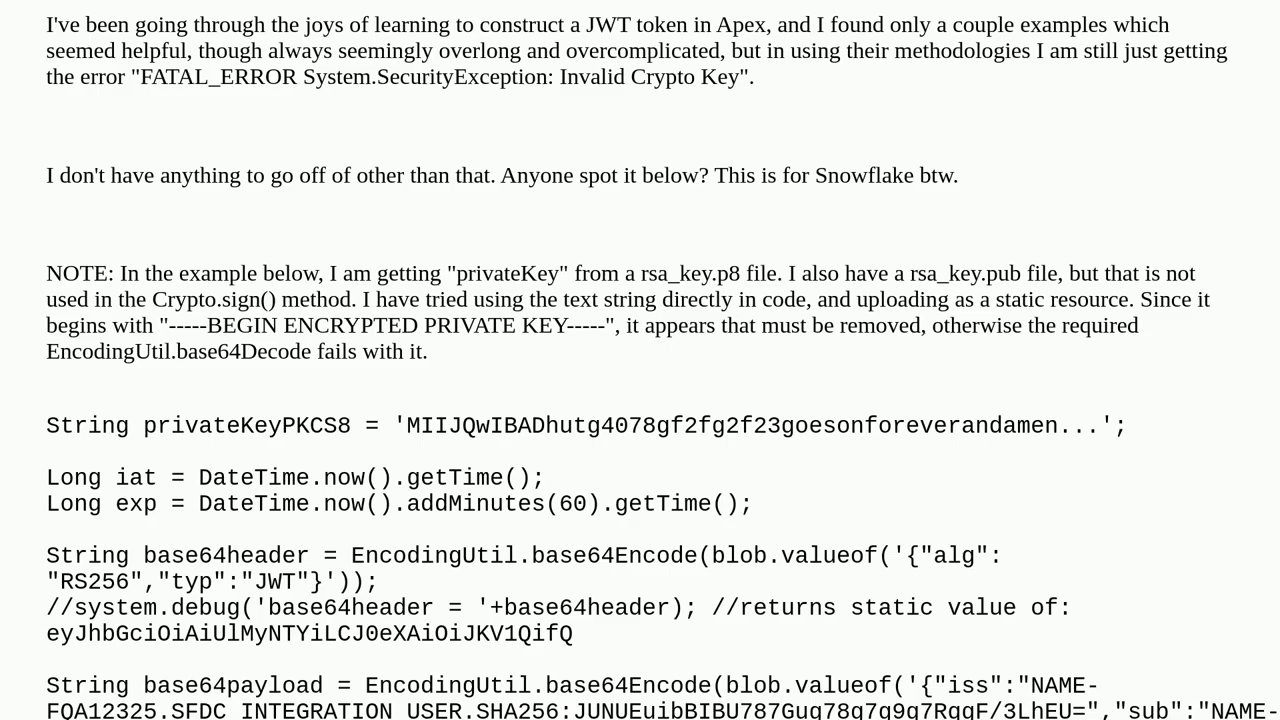 I've been going through the joys of learning to construct a JWT token in Apex, and I found only a couple examples which
seemed helpful, though always seemingly overlong and overcomplicated, but in using their methodologies I am still just getting
the error "FATAL_ERROR System.SecurityException: Invalid Crypto Key".
I don't have anything to go off of other than that. Anyone spot it below? This is for Snowflake btw.
NOTE: In the example below, I am getting "privateKey" from a rsa_key.p8 file. I also have a rsa_key.pub file, but that is not
used in the Crypto.sign() method. I have tried using the text string directly in code, and uploading as a static resource. Since it
begins with "-----BEGIN ENCRYPTED PRIVATE KEY-----", it appears that must be removed, otherwise the required
EncodingUtil.base64Decode fails with it.
String privateKeyPKCS8 = 'MIIJQwIBADhutg4078gf2fg2f23goesonforeverandamen...';
Long iat = DateTime.now().getTime();
Long exp = DateTime.now().addMinutes(60).getTime();
String base64header = EncodingUtil.base64Encode(blob.valueof('{"alg":
"RS256","typ":"JWT"}'));
//system.debug('base64header = '+base64header); //returns static value of:
eyJhbGciOiAiUlMyNTYiLCJ0eXAiOiJKV1QifQ
String base64payload = EncodingUtil.base64Encode(blob.valueof('{"iss":"NAME-
FQA12325.SFDC_INTEGRATION_USER.SHA256:JUNUEuibBIBU787Gug78g7g9g7RggF/3LhEU=","sub":"NAME-